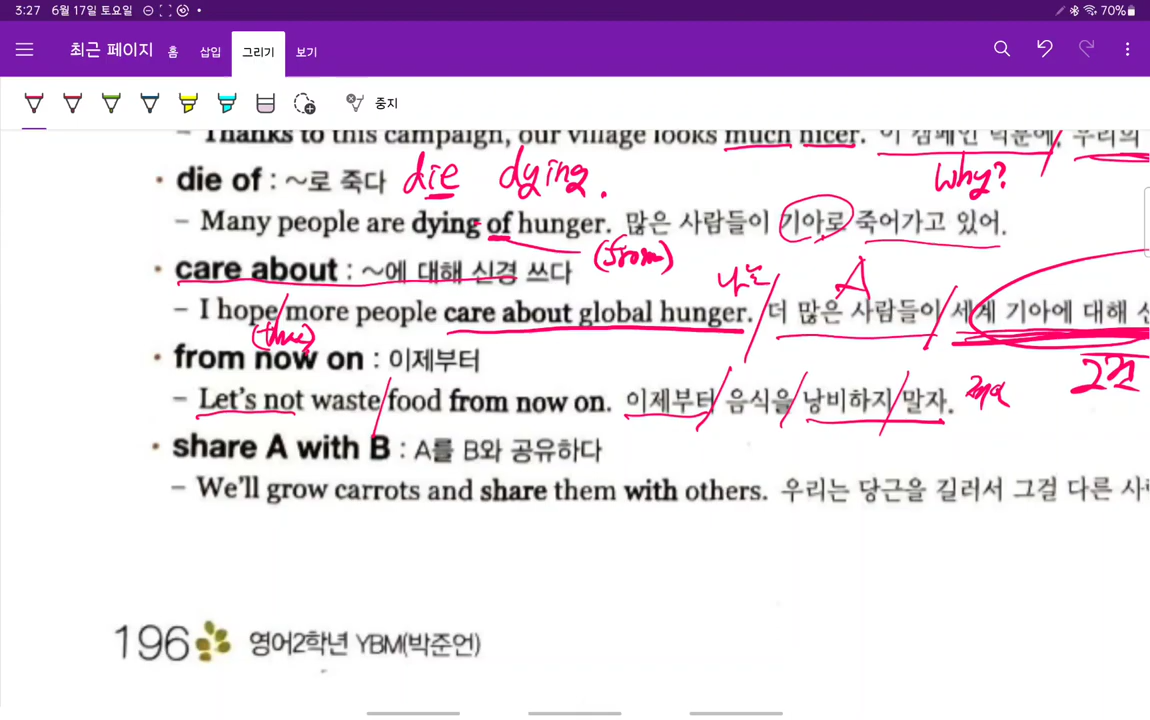 3:27 6월 17일 토요일 70%
최근 페이지 홈 삽입 그리기 보기
중지
– Thanks to this campaign, our village looks much nicer. 이 캠페인 덕분에, 우리의
why?
• die of : ~로 죽다 die dying.
– Many people are dying of hunger. 많은 사람들이 기아로 죽어가고 있어.
(from)
• care about : ~에 대해 신경 쓰다
나는 A
– I hope more people care about global hunger. 더 많은 사람들이 세계 기아에 대해 신
• from now on : 이제부터
– Let's not waste food from now on. 이제부터 음식을 낭비하지 말자.
• share A with B : A를 B와 공유하다
– We'll grow carrots and share them with others. 우리는 당근을 길러서 그걸 다른 사
196 영어2학년 YBM(박준언)